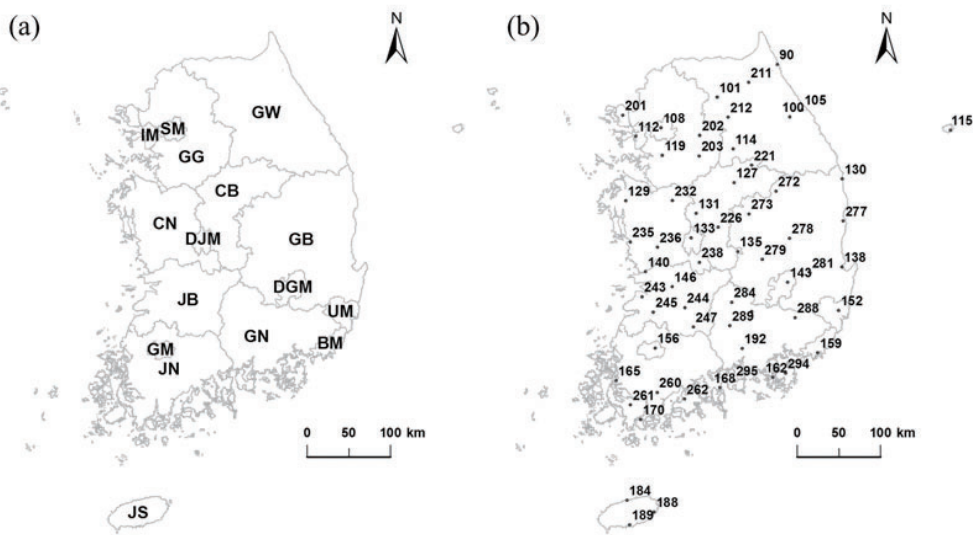 (a)
N
GW
IM SM
GG
CB
CN
DJM
GB
DGM
JB
UM
GN
BM
GM
JN
0 50 100 km
JS
(b)
N
90
211
101
105
100
212
201
108
115
112
202
114
119
203
221
127
130
272
129
232
131
273
226
277
133
235
236
278
135
238
279
281
138
140
143
146
243
284
244
152
245
288
247
289
156
192
159
294
162
295
165
168
260
262
261
170
0 50 100 km
184
188
189